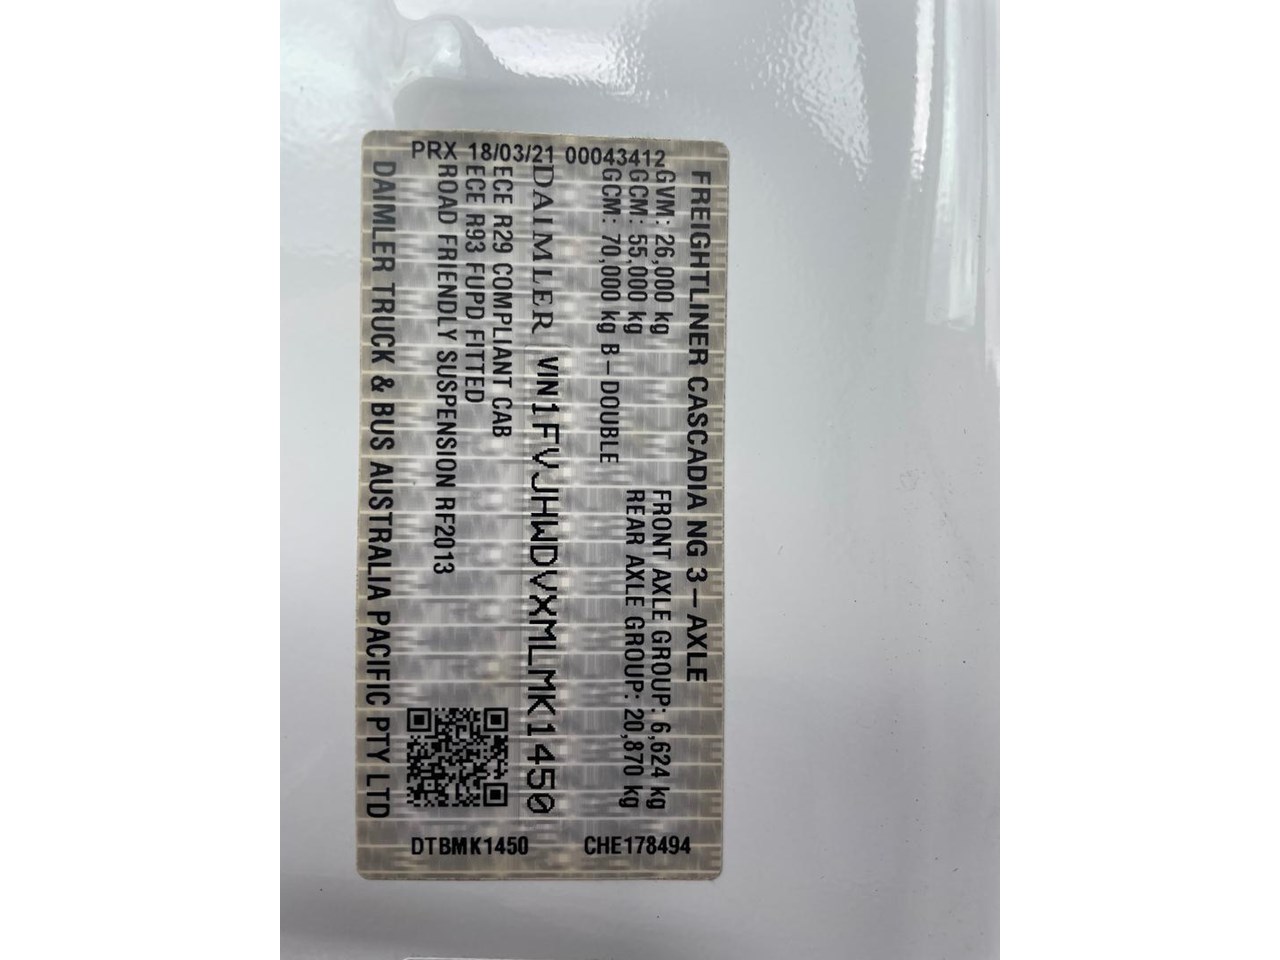 PRX 18/03/21 00043412
FREIGHTLINER CASCADIA NG 3-AXLE
GVM: 26,000 kg FRONT AXLE GROUP: 6,624 kg
GCM: 55,000 kg REAR AXLE GROUP: 20,870 kg
GCM: 70,000 kg B-DOUBLE
DAIMLER VIN1FVJHWDVXMLMK1450
ECE R29 COMPLIANT CAB
ECE R93 FUPD FITTED
ROAD FRIENDLY SUSPENSION RF2013
DAIMLER TRUCK & BUS AUSTRALIA PACIFIC PTY LTD
DTBMK1450 CHE178494